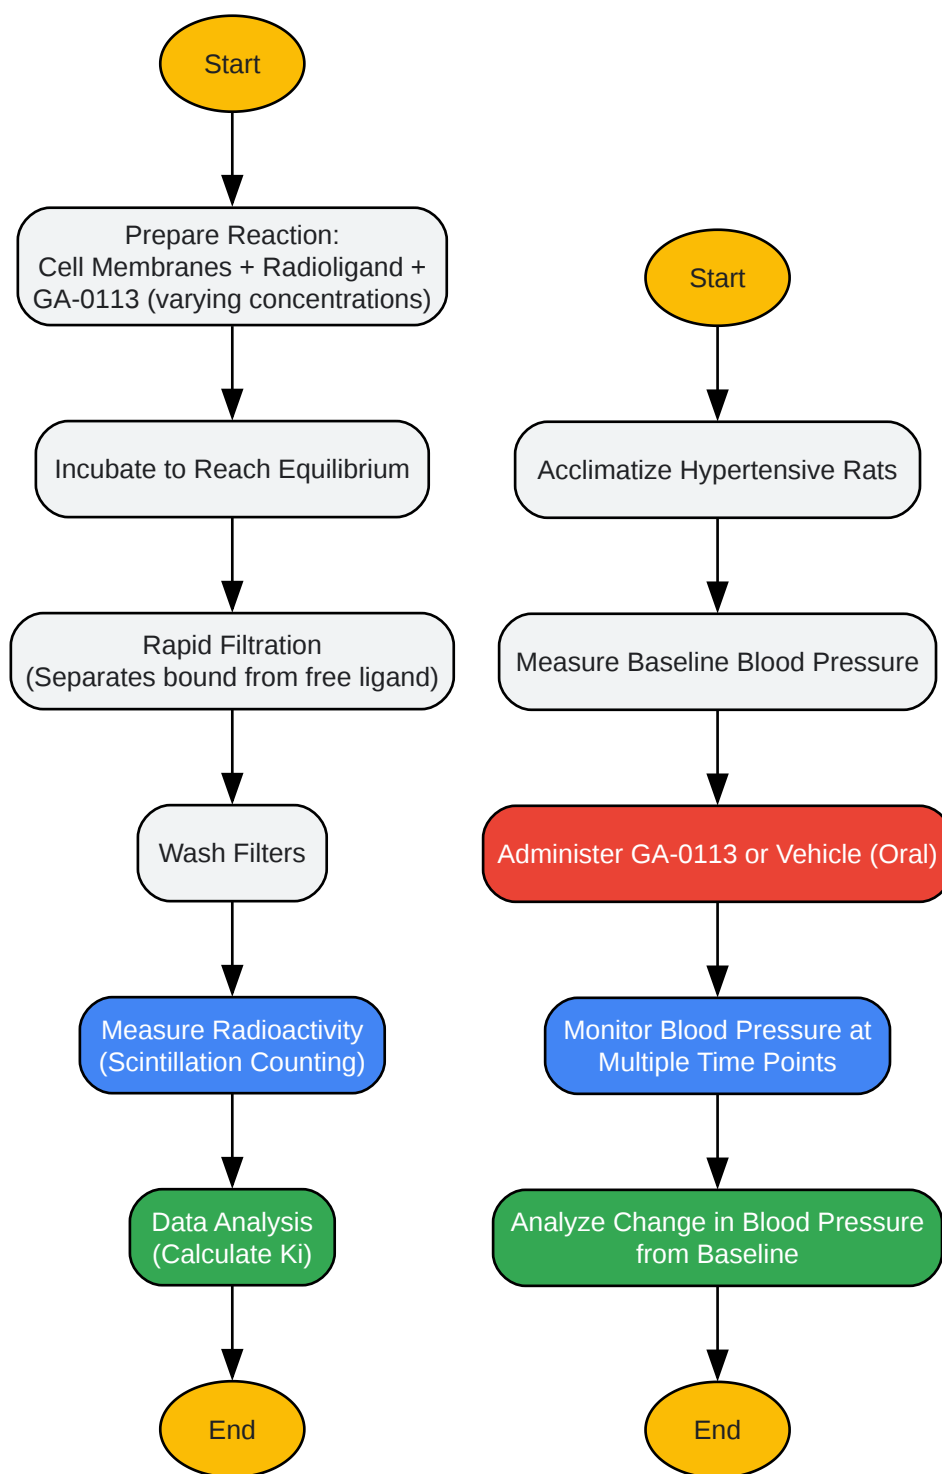 Start
Prepare Reaction:
Cell Membranes + Radioligand +
GA-0113 (varying concentrations)
Incubate to Reach Equilibrium
Rapid Filtration
(Separates bound from free ligand)
Wash Filters
Measure Radioactivity
(Scintillation Counting)
Data Analysis
(Calculate Ki)
End
Start
Acclimatize Hypertensive Rats
Measure Baseline Blood Pressure
Administer GA-0113 or Vehicle (Oral)
Monitor Blood Pressure at
Multiple Time Points
Analyze Change in Blood Pressure
from Baseline
End